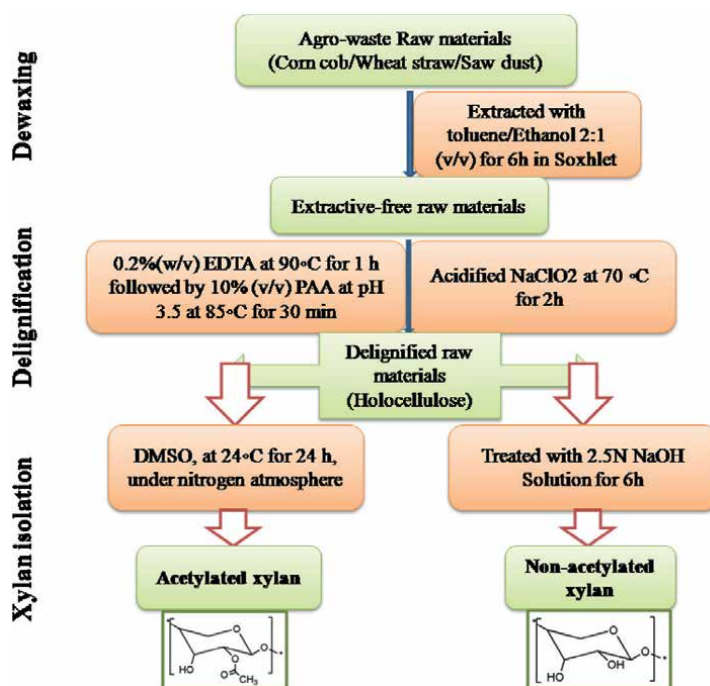 Dewaxing
Agro-waste Raw materials
(Corn cob/Wheat straw/Saw dust)
Extracted with
toluene/Ethanol 2:1
(v/v) for 6h in Soxhlet
Extractive-free raw materials
Delignification
0.2%(w/v) EDTA at 90◦C for 1 h
followed by 10% (v/v) PAA at pH
3.5 at 85◦C for 30 min
Acidified NaClO2 at 70 ◦C
for 2h
Delignified raw
materials
(Holocellulose)
Xylan isolation
DMSO, at 24◦C for 24 h,
under nitrogen atmosphere
Treated with 2.5N NaOH
Solution for 6h
Acetylated xylan
Non-acetylated
xylan
O
O
HO
O
O
CH3
O
O
HO
OH